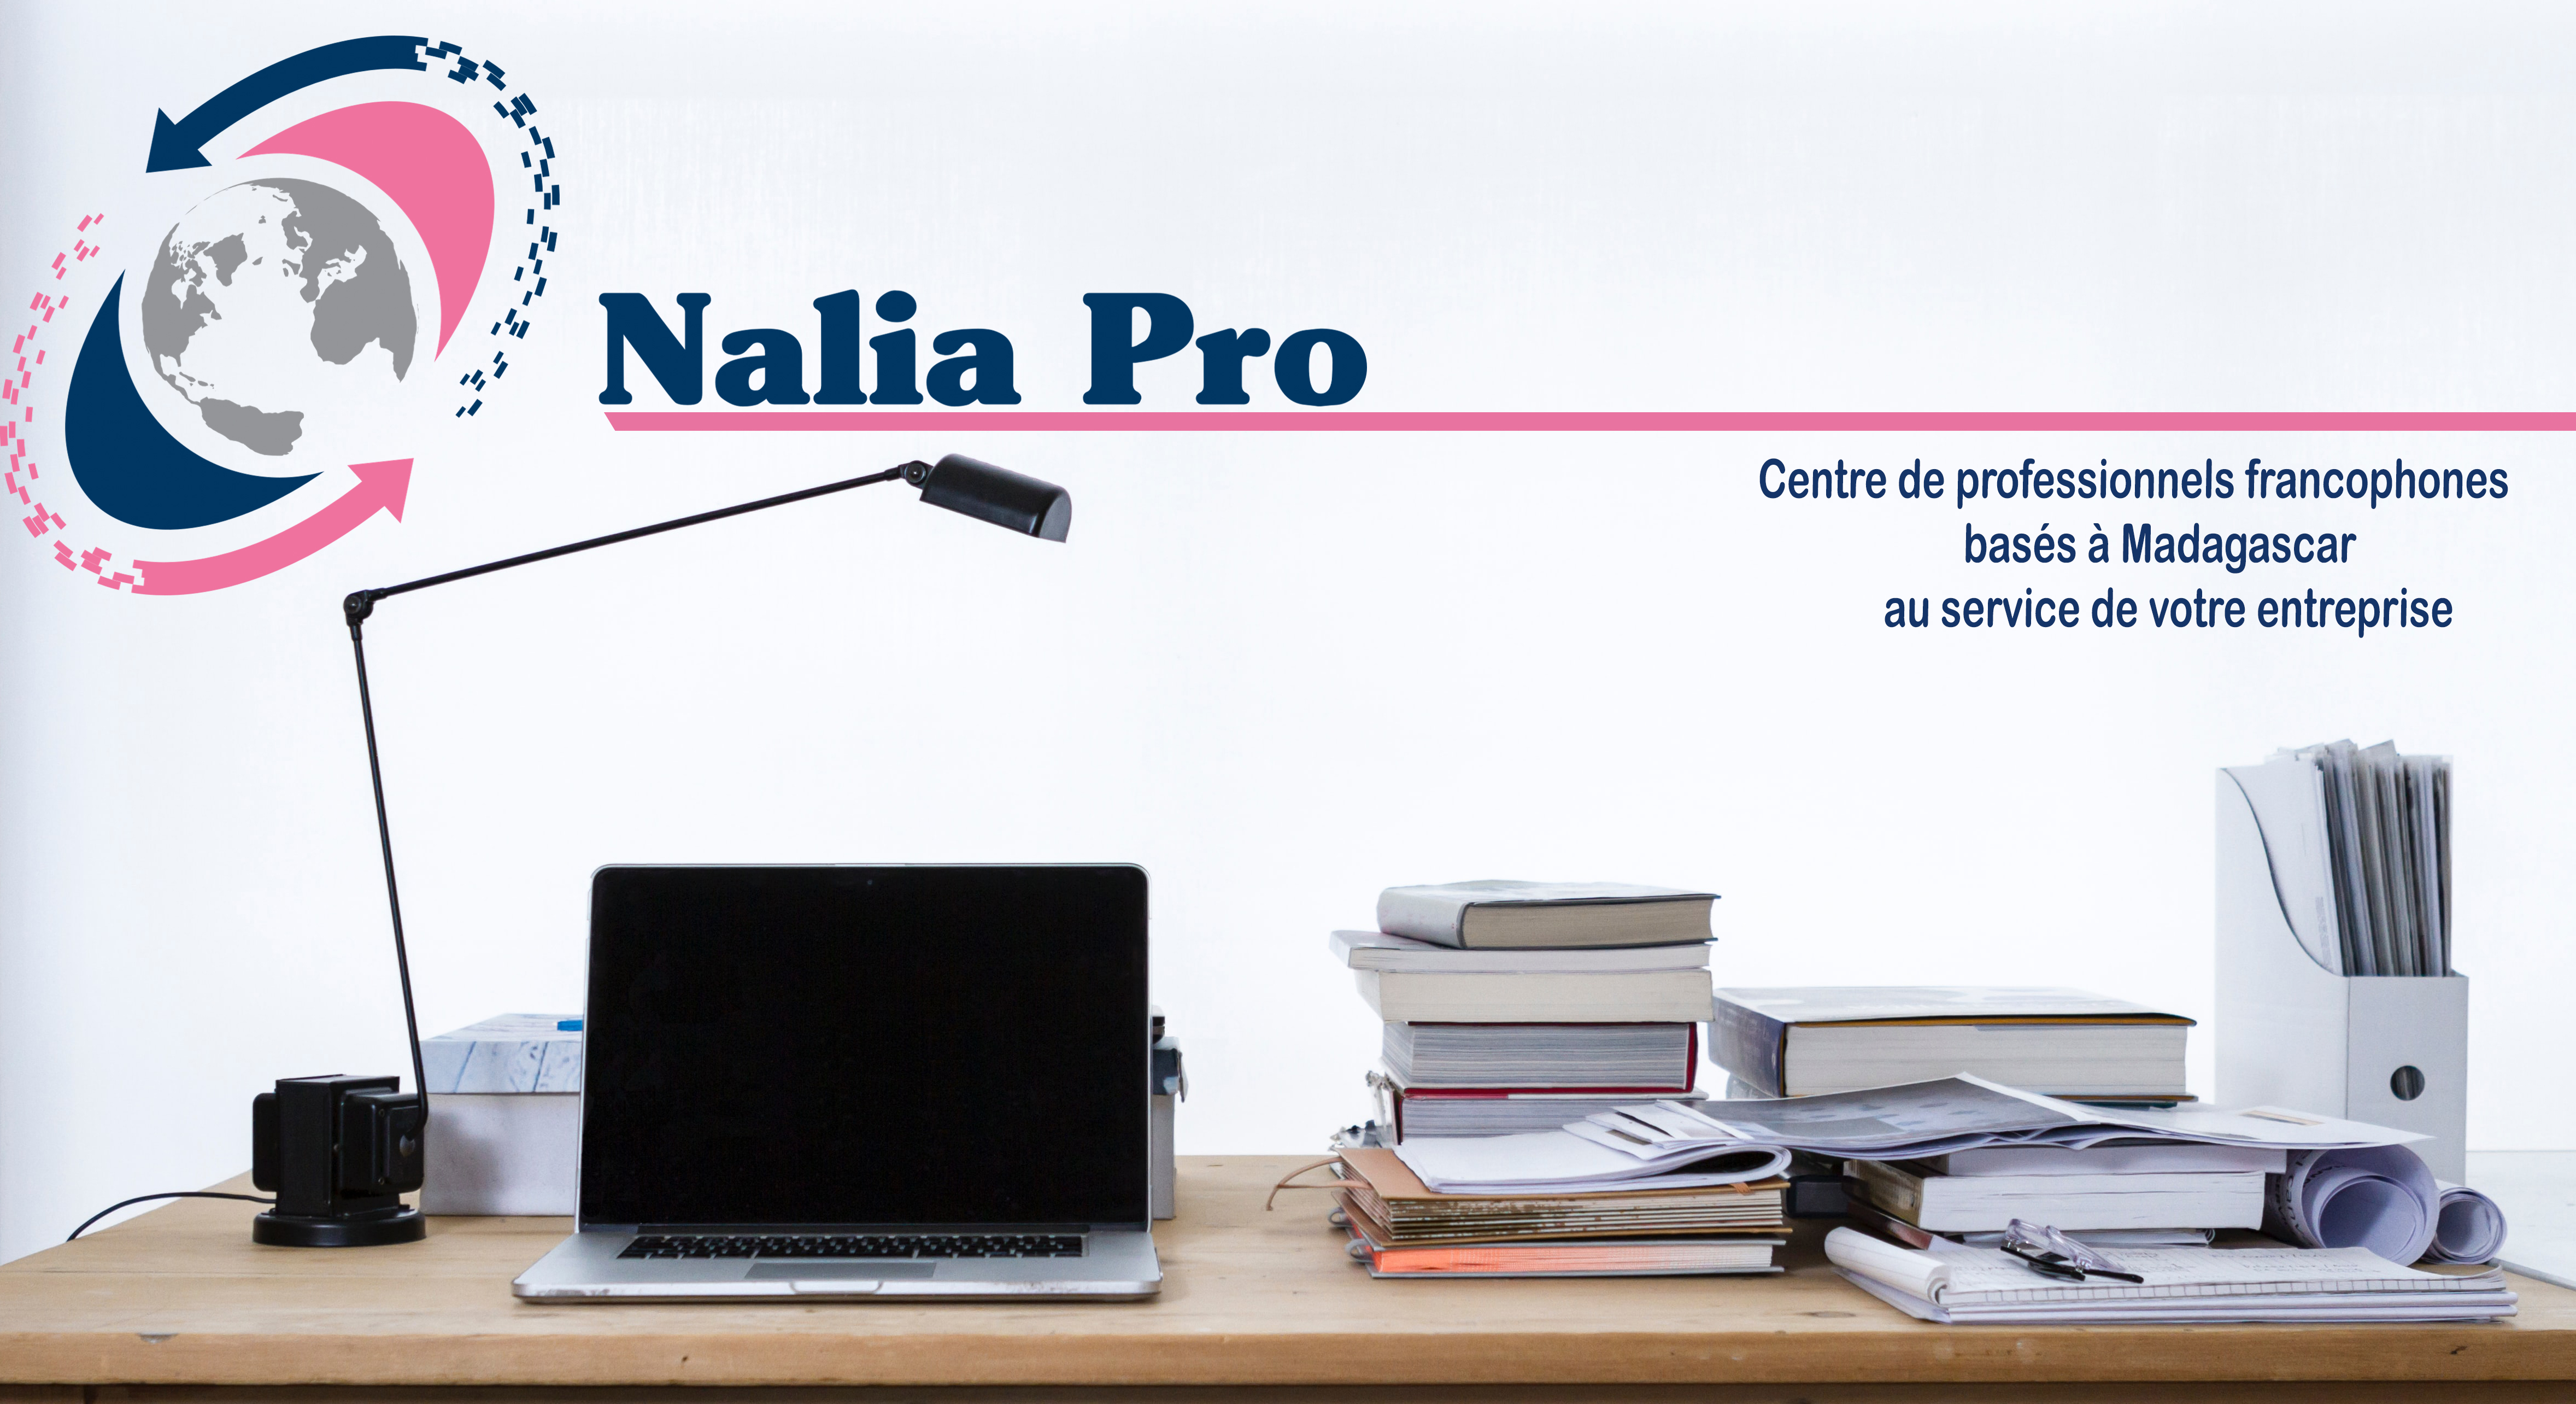 Nalia Pro
Centre de professionnels francophones
basés à Madagascar
au service de votre entreprise